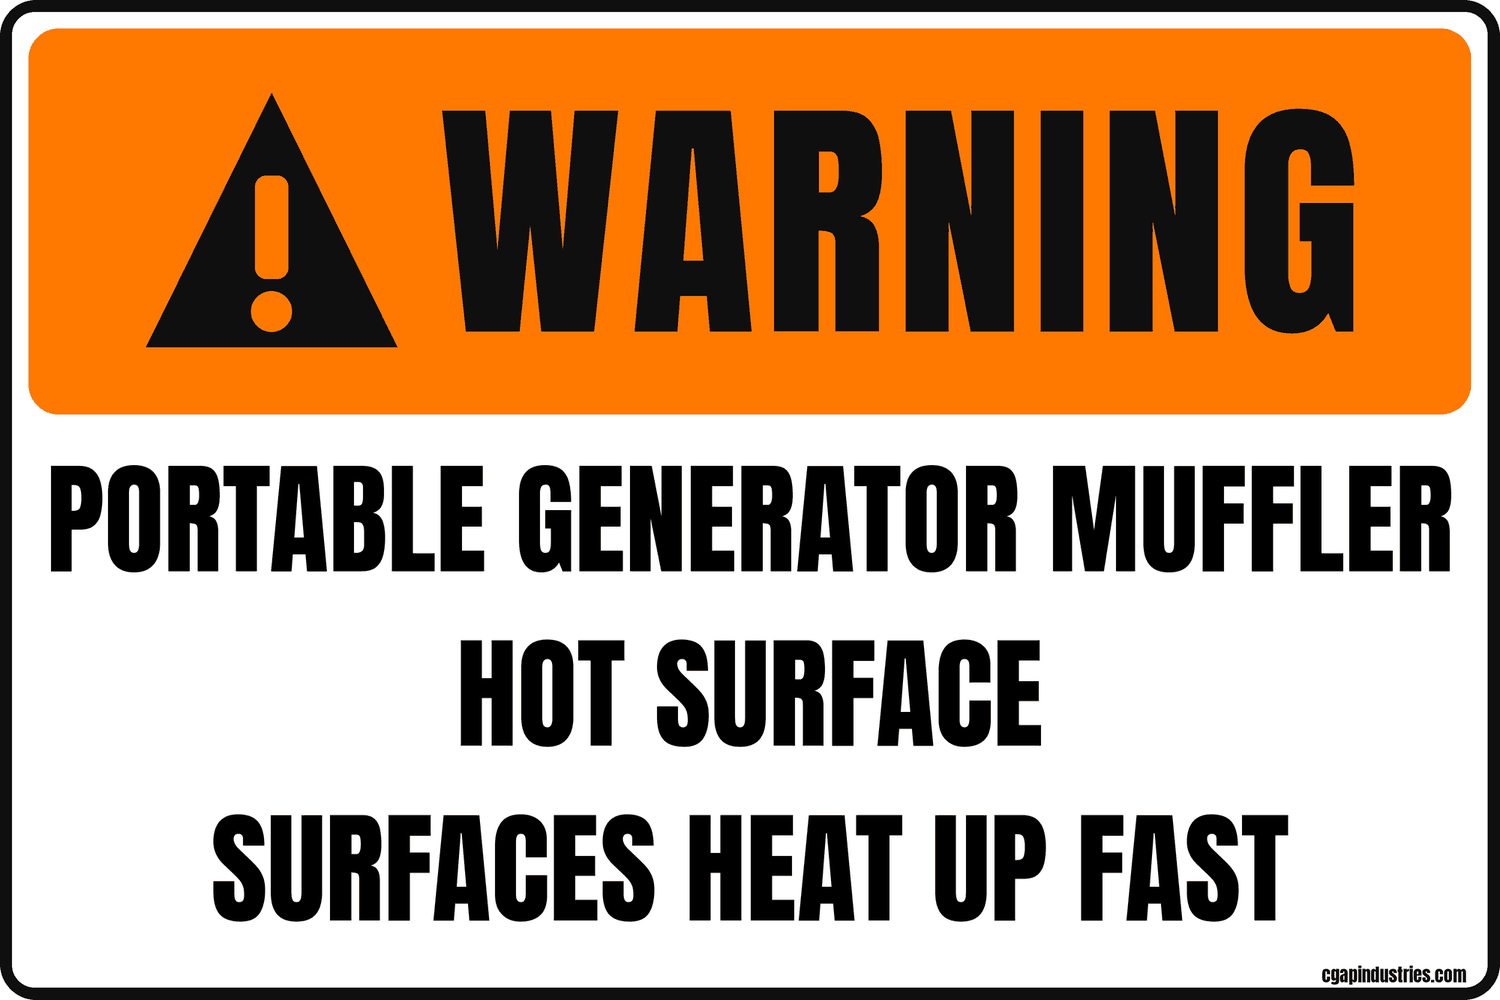 WARNING
PORTABLE GENERATOR MUFFLER
HOT SURFACE
SURFACES HEAT UP FAST
cgapindustries.com